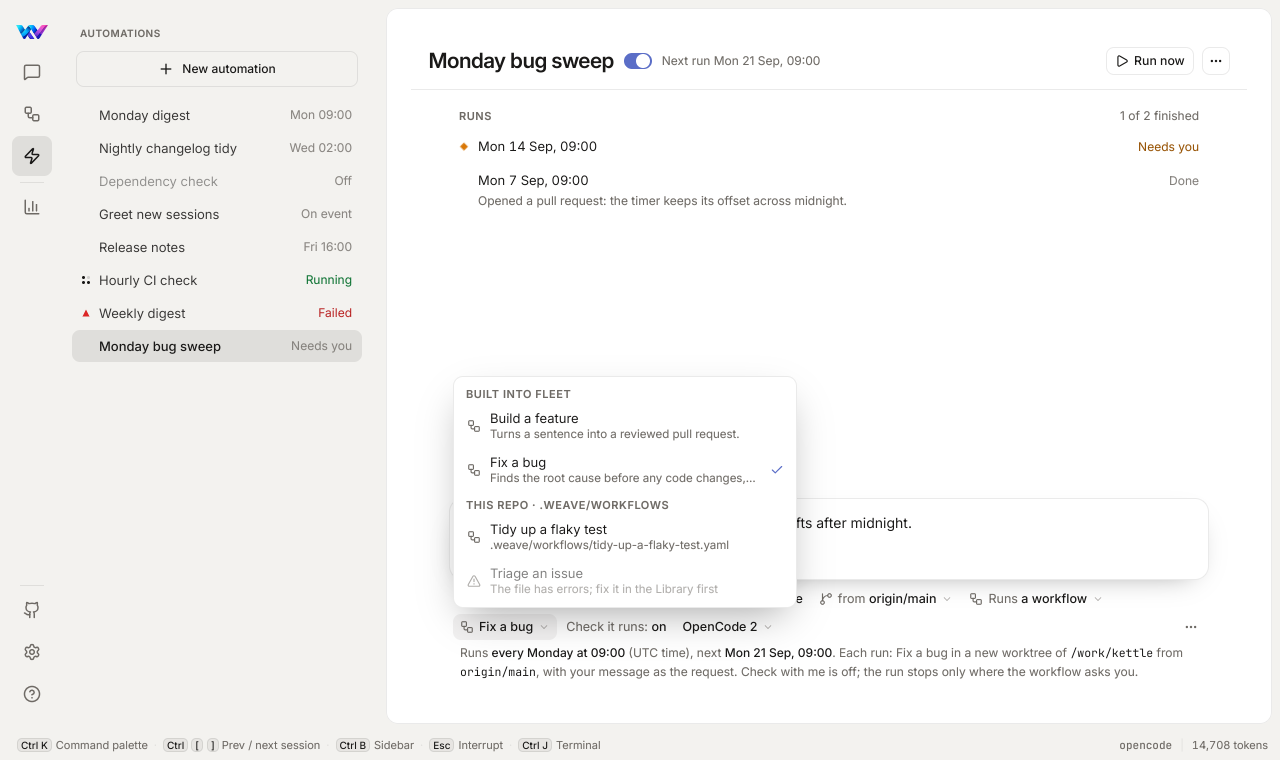 AUTOMATIONS
New automation
Monday digest Mon 09:00
Nightly changelog tidy Wed 02:00
Dependency check Off
Greet new sessions On event
Release notes Fri 16:00
Hourly CI check Running
Weekly digest Failed
Monday bug sweep Needs you
Monday bug sweep Next run Mon 21 Sep, 09:00 Run now
RUNS 1 of 2 finished
Mon 14 Sep, 09:00 Needs you
Mon 7 Sep, 09:00 Done
Opened a pull request: the timer keeps its offset across midnight.
BUILT INTO FLEET
Build a feature
Turns a sentence into a reviewed pull request.
Fix a bug
Finds the root cause before any code changes,...
THIS REPO · .WEAVE/WORKFLOWS
Tidy up a flaky test
.weave/workflows/tidy-up-a-flaky-test.yaml
Triage an issue
The file has errors; fix it in the Library first
fts after midnight.
e from origin/main Runs a workflow
Fix a bug Check it runs: on OpenCode 2
Runs every Monday at 09:00 (UTC time), next Mon 21 Sep, 09:00. Each run: Fix a bug in a new worktree of /work/kettle from
origin/main, with your message as the request. Check with me is off; the run stops only where the workflow asks you.
Ctrl K Command palette Ctrl [ ] Prev / next session Ctrl B Sidebar Esc Interrupt Ctrl J Terminal
opencode 14,708 tokens